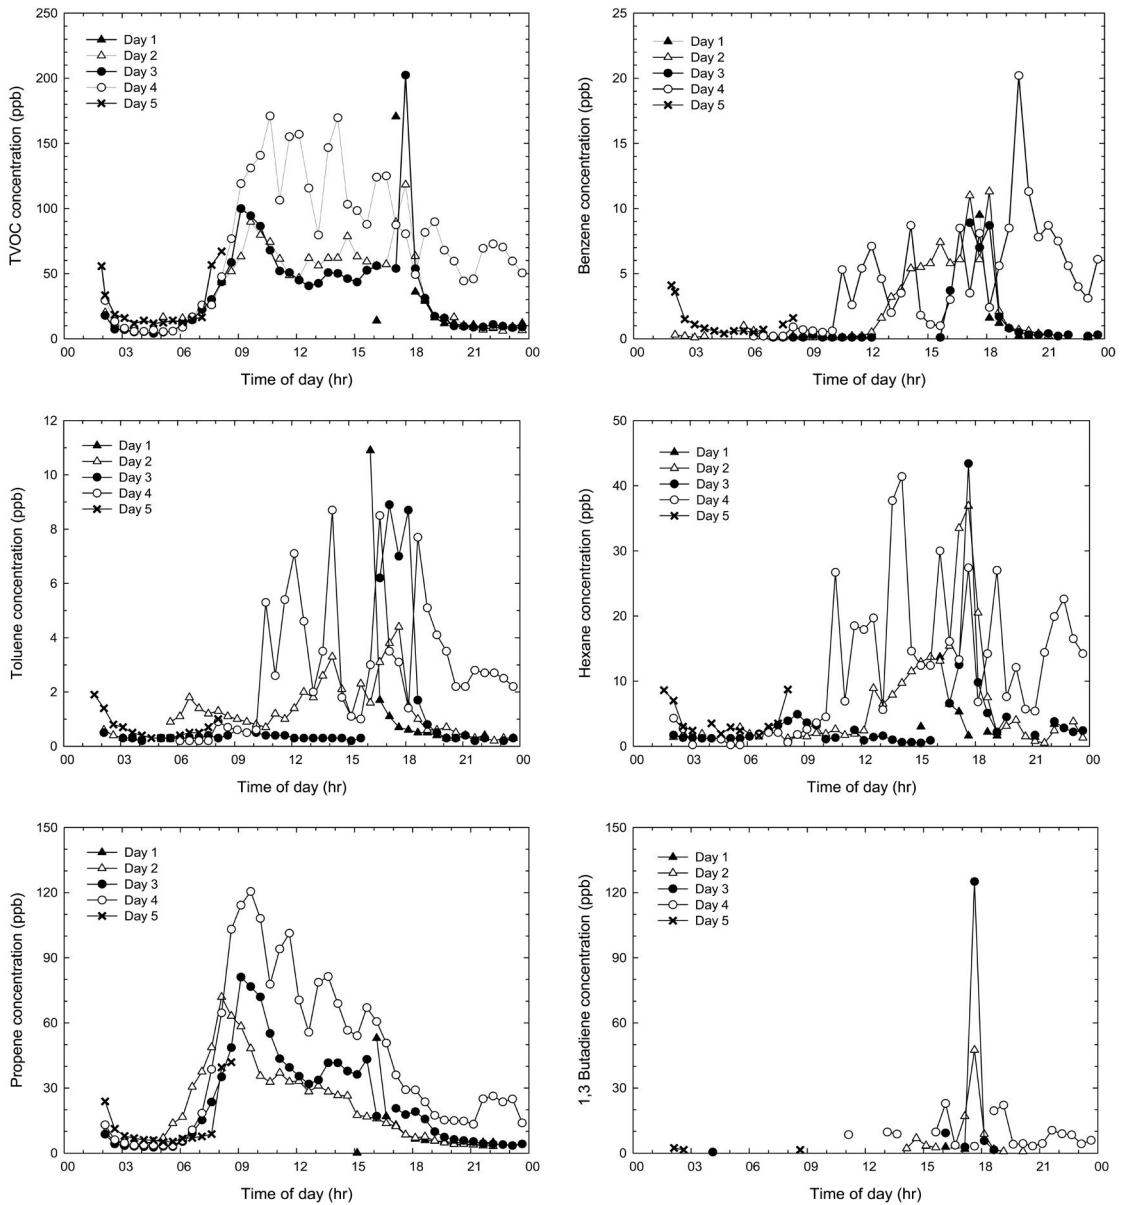 TVOC concentration (ppb)
250
200
150
100
50
0
Day 1
Day 2
Day 3
Day 4
Day 5
00 03 06 09 12 15 18 21 00
Time of day (hr)
Benzene concentration (ppb)
25
20
15
10
5
0
Day 1
Day 2
Day 3
Day 4
Day 5
00 03 06 09 12 15 18 21 00
Time of day (hr)
Toluene concentration (ppb)
12
10
8
6
4
2
0
Day 1
Day 2
Day 3
Day 4
Day 5
00 03 06 09 12 15 18 21 00
Time of day (hr)
Hexane concentration (ppb)
50
40
30
20
10
0
Day 1
Day 2
Day 3
Day 4
Day 5
00 03 06 09 12 15 18 21 00
Time of day (hr)
Propene concentration (ppb)
150
120
90
60
30
0
Day 1
Day 2
Day 3
Day 4
Day 5
00 03 06 09 12 15 18 21 00
Time of day (hr)
1,3 Butadiene concentration (ppb)
150
120
90
60
30
0
Day 1
Day 2
Day 3
Day 4
Day 5
00 03 06 09 12 15 18 21 00
Time of day (hr)